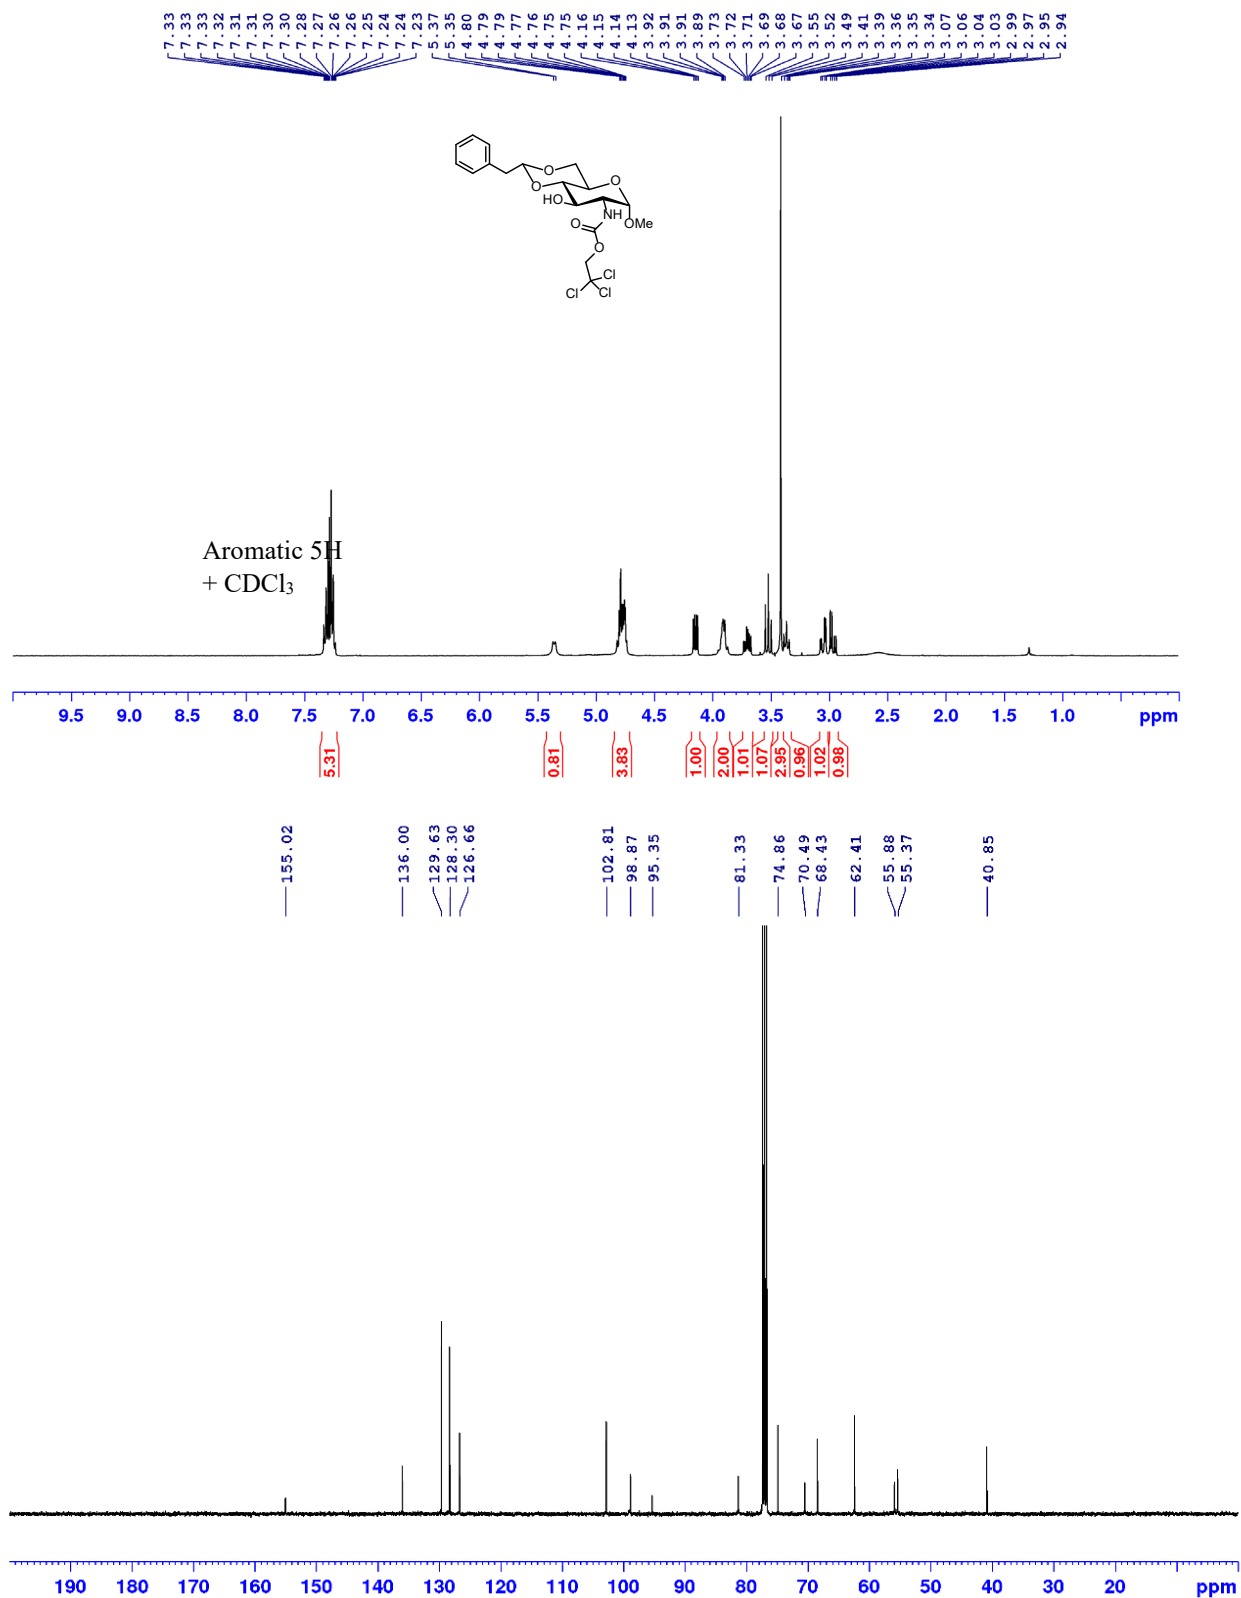 7.33 7.33 7.33 7.32 7.31 7.31 7.30 7.30 7.28 7.27 7.26 7.26 7.25 7.24 7.24 7.23 5.37 5.35 4.80 4.79 4.79 4.77 4.76 4.75 4.75 4.16 4.15 4.14 4.13 3.92 3.91 3.91 3.89 3.73 3.72 3.71 3.69 3.68 3.67 3.55 3.52 3.49 3.41 3.39 3.36 3.35 3.34 3.07 3.06 3.04 3.03 2.99 2.97 2.95 2.94
O
O
O
HO
NH
OMe
O
O
Cl
Cl Cl
Aromatic 5H
+ CDCl₃
9.5 9.0 8.5 8.0 7.5 7.0 6.5 6.0 5.5 5.0 4.5 4.0 3.5 3.0 2.5 2.0 1.5 1.0 ppm
5.31 0.81 3.83 1.00 2.00 1.01 1.07 2.95 0.96 1.02 0.98
155.02 136.00 129.63 128.30 126.66 102.81 98.87 95.35 81.33 74.86 70.49 68.43 62.41 55.88 55.37 40.85
190 180 170 160 150 140 130 120 110 100 90 80 70 60 50 40 30 20 ppm